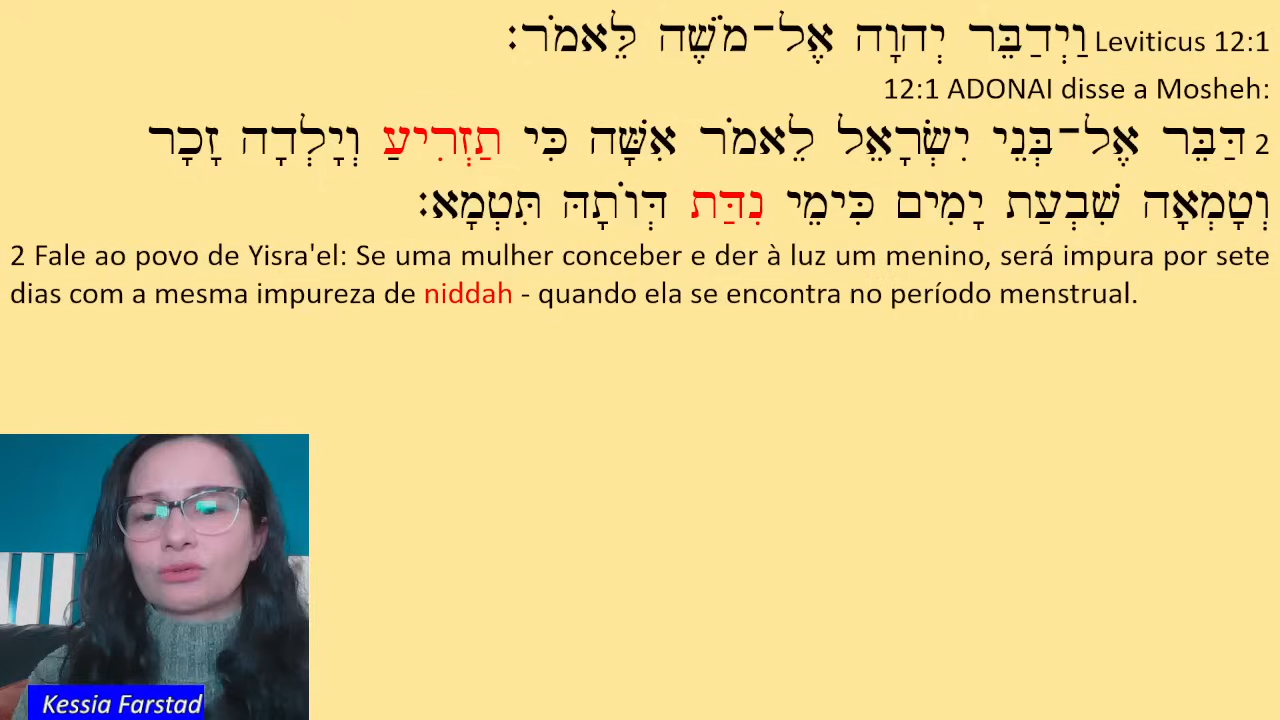 וַיְדַבֵּר יְהוָה אֶל־מֹשֶׁה לֵּאמֹר׃ Leviticus 12:1
12:1 ADONAI disse a Mosheh:
2 דַּבֵּר אֶל־בְּנֵי יִשְׂרָאֵל לֵאמֹר אִשָּׁה כִּי תַזְרִיעַ וְיָלְדָה זָכָר
וְטָמְאָה שִׁבְעַת יָמִים כִּימֵי נִדַּת דְּוֹתָהּ תִּטְמָא׃
2 Fale ao povo de Yisra'el: Se uma mulher conceber e der à luz um menino, será impura por sete
dias com a mesma impureza de niddah - quando ela se encontra no período menstrual.
Kessia Farstad